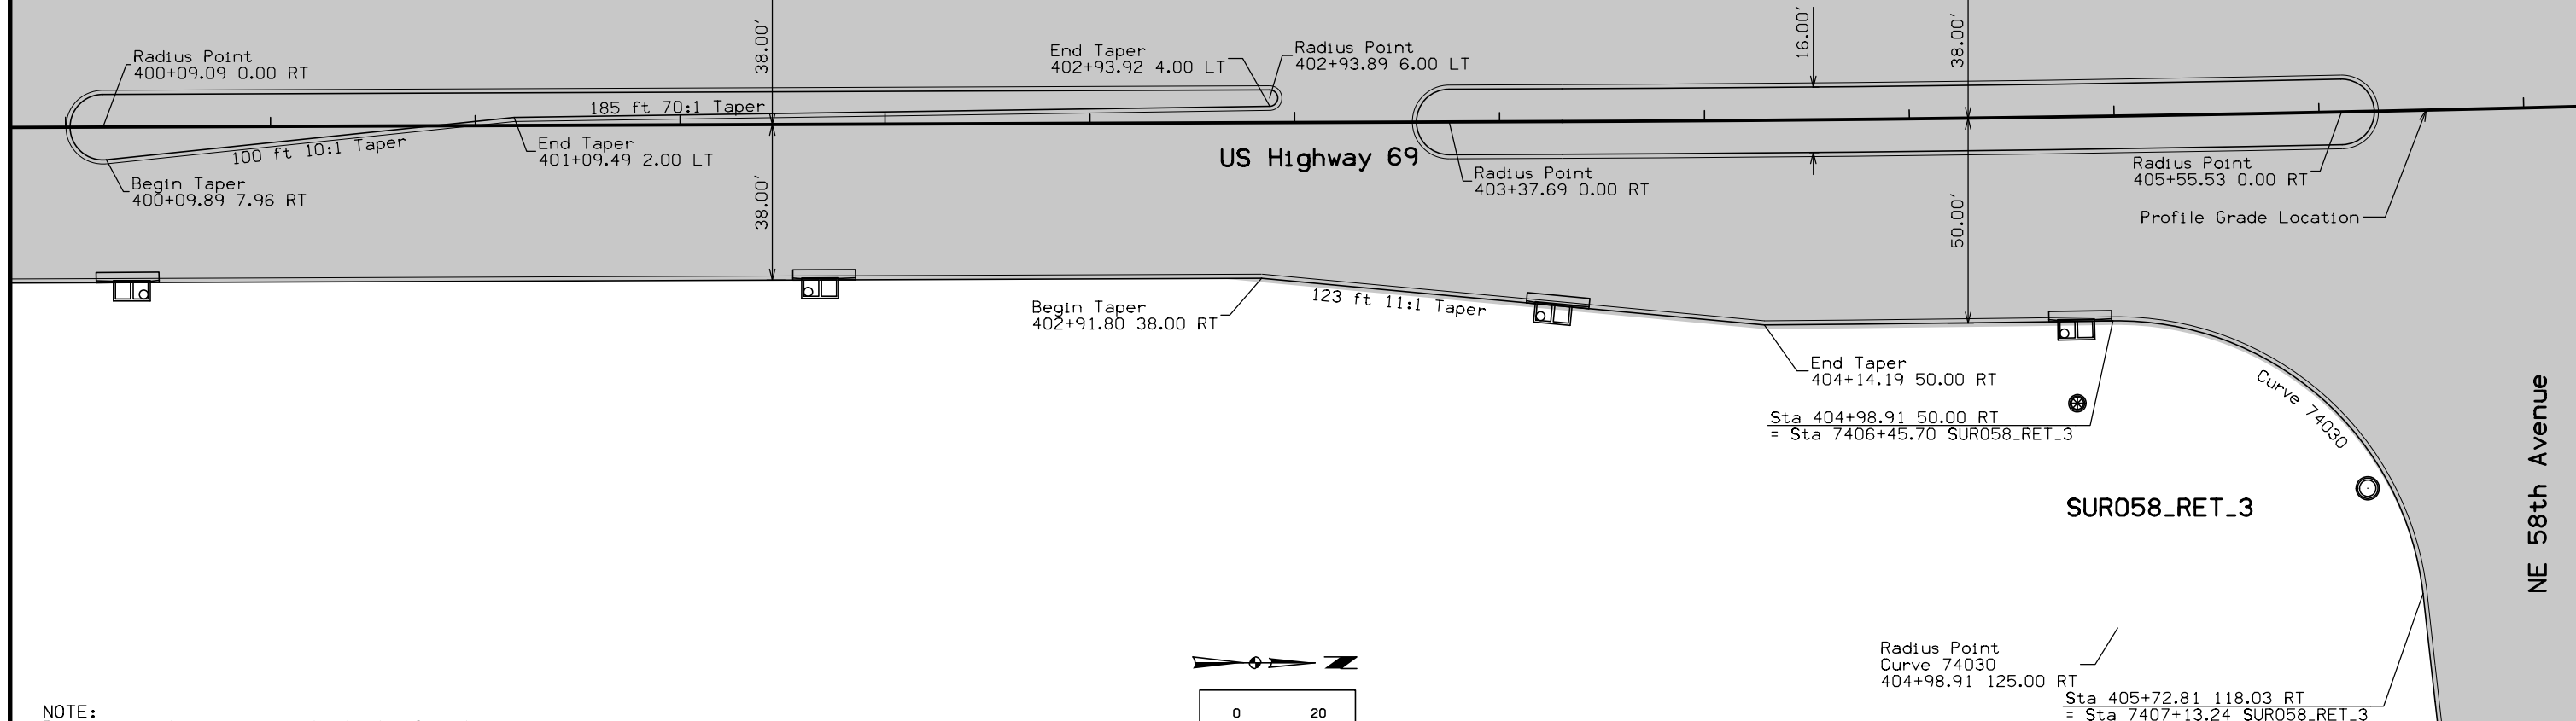 38.00'
16.00'
38.00'
Radius Point
400+09.09 0.00 RT
End Taper
402+93.92 4.00 LT
Radius Point
402+93.89 6.00 LT
185 ft 70:1 Taper
100 ft 10:1 Taper
End Taper
401+09.49 2.00 LT
US Highway 69
Begin Taper
400+09.89 7.96 RT
38.00'
Radius Point
403+37.69 0.00 RT
Radius Point
405+55.53 0.00 RT
50.00'
Profile Grade Location
Begin Taper
402+91.80 38.00 RT
123 ft 11:1 Taper
End Taper
404+14.19 50.00 RT
Curve 74030
Sta 404+98.91 50.00 RT
= Sta 7406+45.70 SUR058_RET_3
NE 58th Avenue
SUR058_RET_3
Radius Point
Curve 74030
404+98.91 125.00 RT
Sta 405+72.81 118.03 RT
= Sta 7407+13.24 SUR058_RET_3
NOTE:
0 20